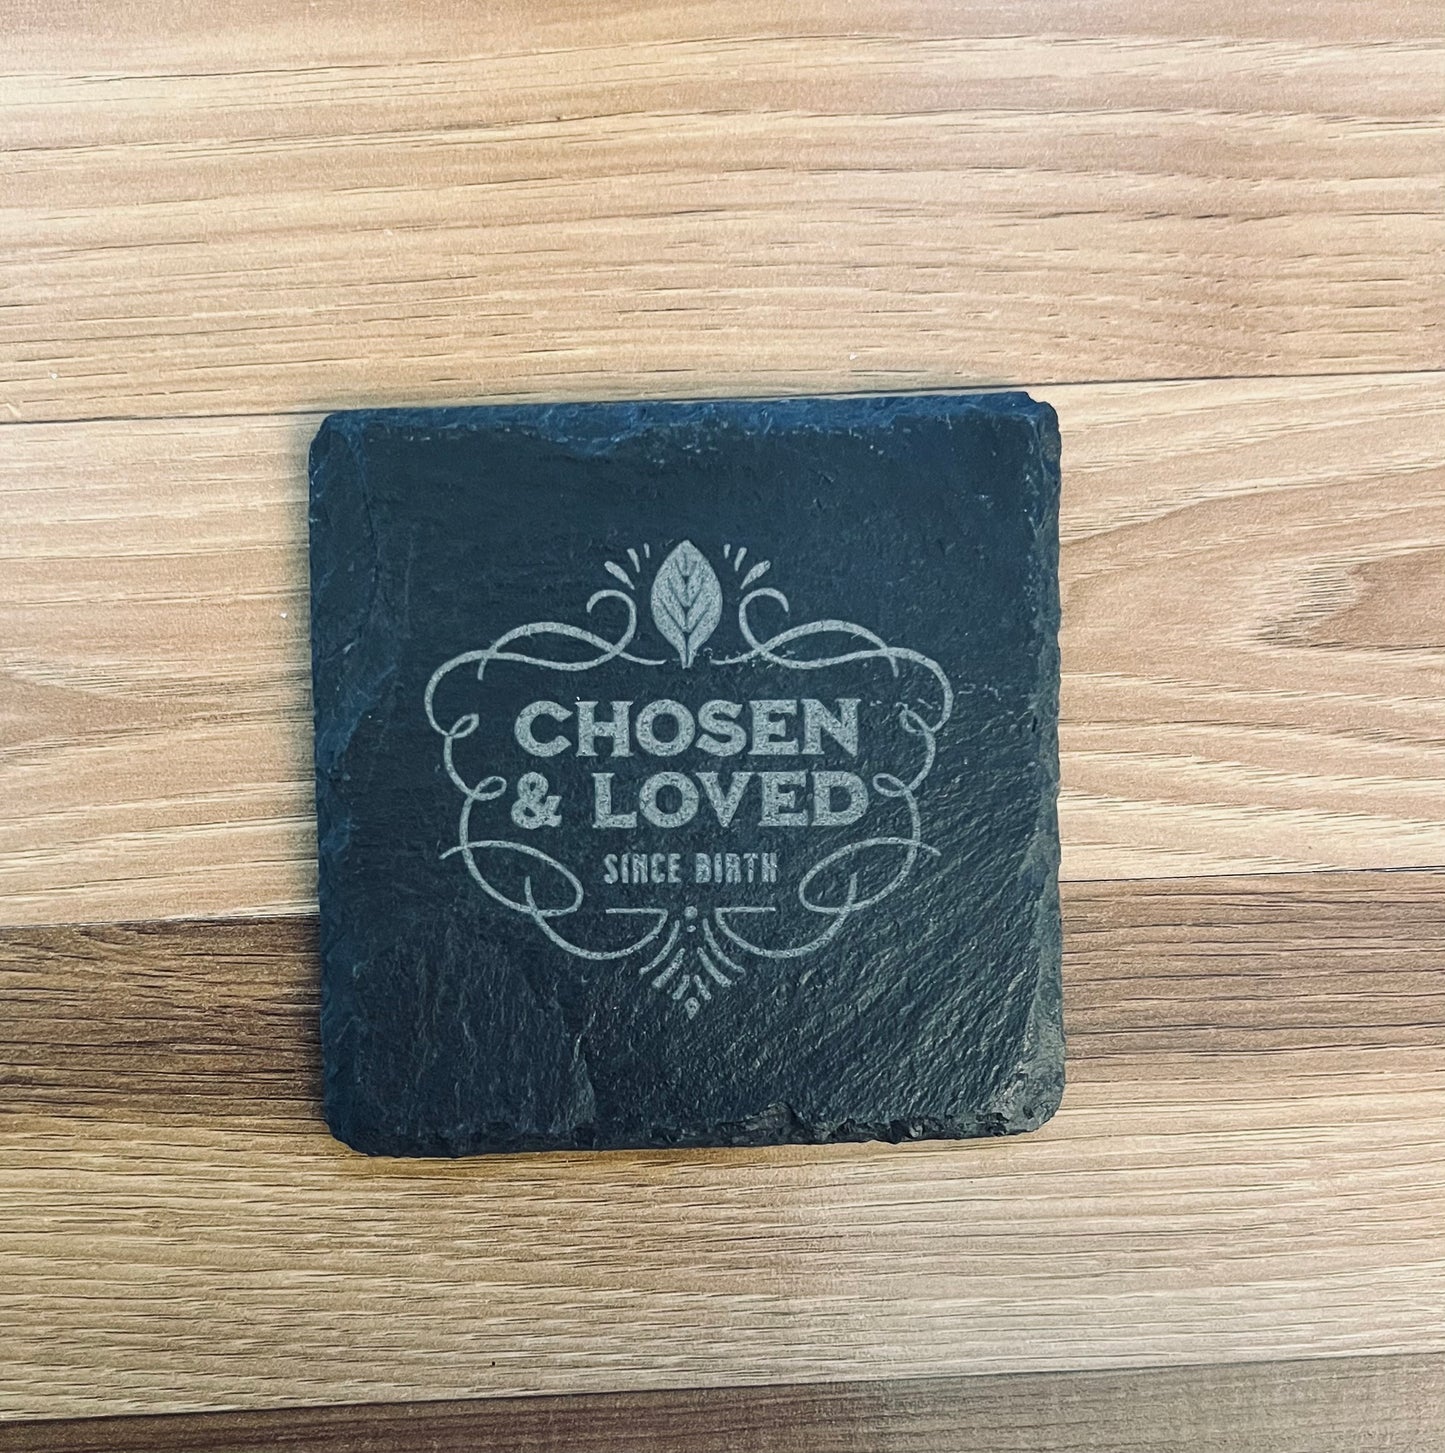 CHOSEN
& LOVED
SINCE BIRTH